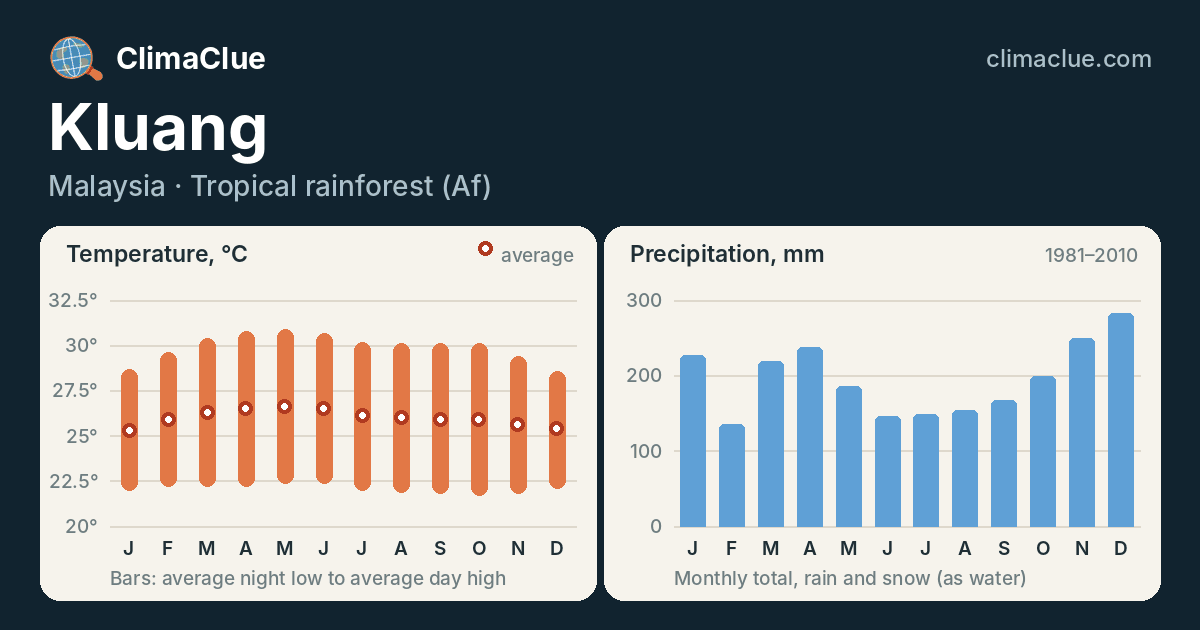 ClimaClue
climaclue.com
Kluang
Malaysia · Tropical rainforest (Af)
Temperature, °C
average
32.5°
30°
27.5°
25°
22.5°
20°
J F M A M J J A S O N D
Bars: average night low to average day high
Precipitation, mm
1981–2010
300
200
100
0
J F M A M J J A S O N D
Monthly total, rain and snow (as water)